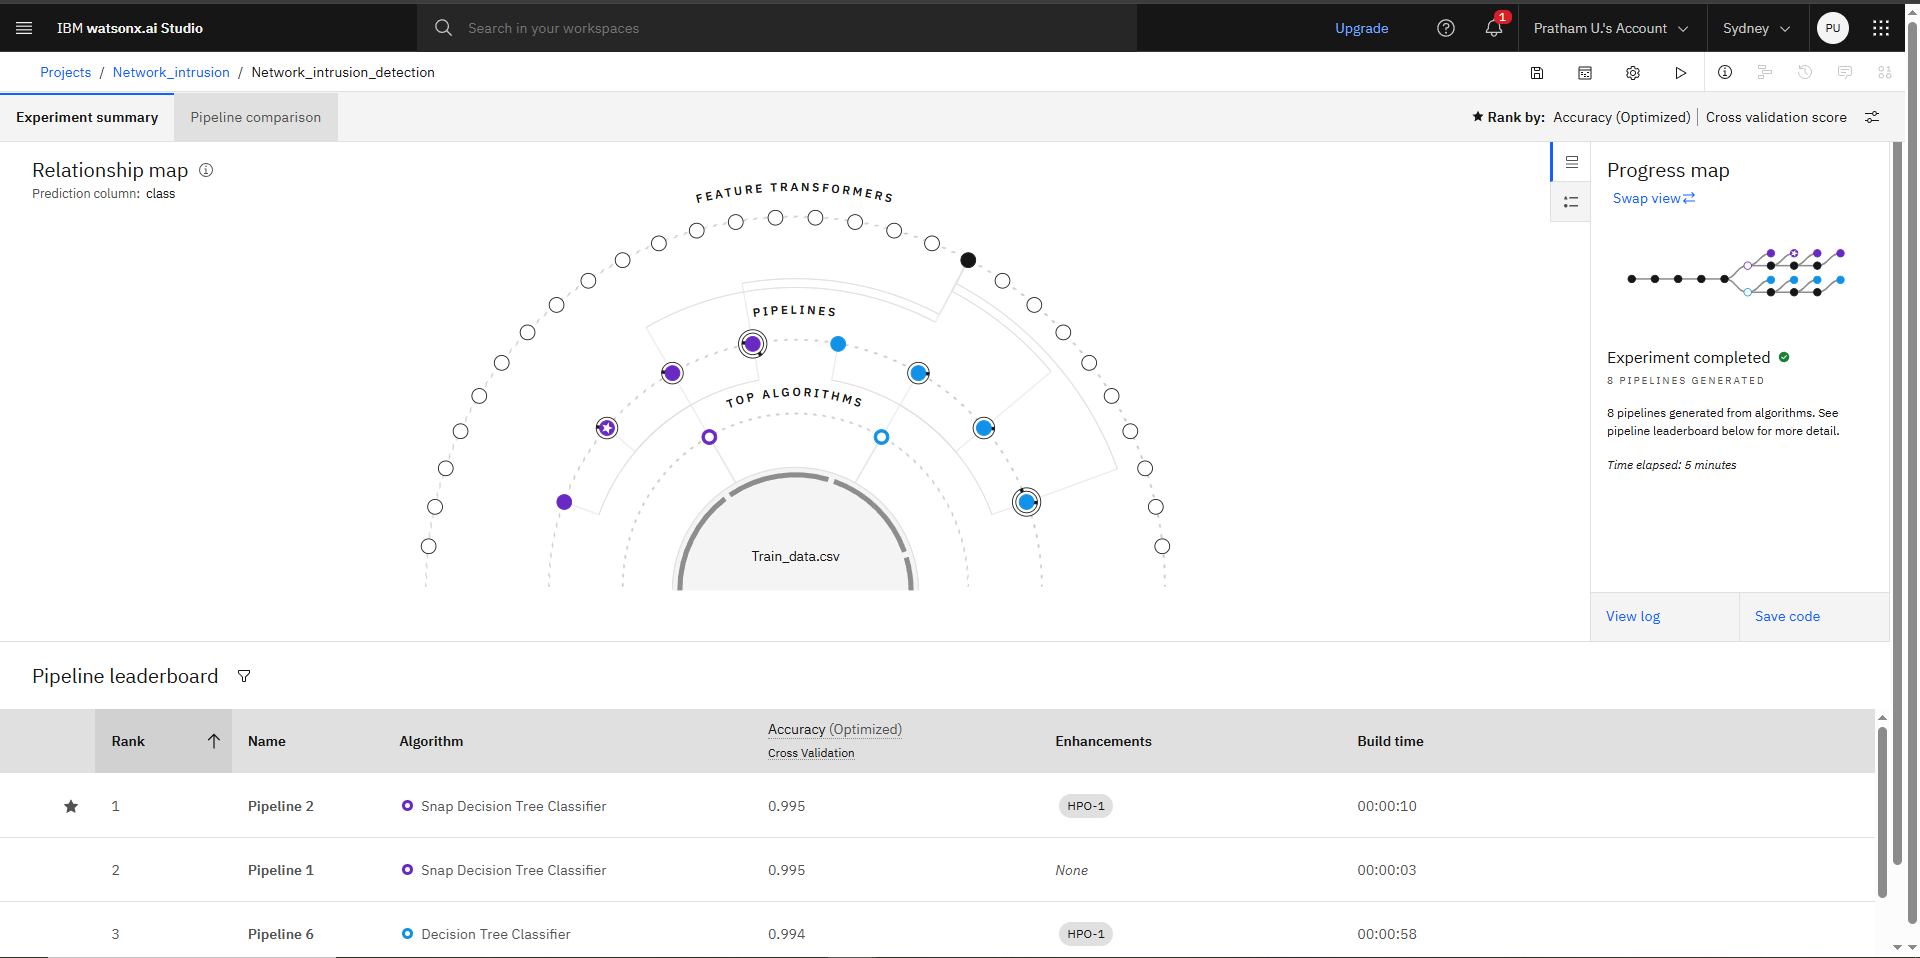 IBM watsonx.ai Studio
Search in your workspaces
Upgrade
1
Pratham U.'s Account
Sydney
PU
Projects / Network_intrusion / Network_intrusion_detection
Experiment summary
Pipeline comparison
Rank by: Accuracy (Optimized) | Cross validation score
Relationship map
Prediction column: class
FEATURE TRANSFORMERS
PIPELINES
TOP ALGORITHMS
Train_data.csv
Progress map
Swap view
Experiment completed
8 PIPELINES GENERATED
8 pipelines generated from algorithms. See
pipeline leaderboard below for more detail.
Time elapsed: 5 minutes
View log
Save code
Pipeline leaderboard
Rank Name Algorithm Accuracy (Optimized) Enhancements Build time
Cross Validation
1 Pipeline 2 Snap Decision Tree Classifier 0.995 HPO-1 00:00:10
2 Pipeline 1 Snap Decision Tree Classifier 0.995 None 00:00:03
3 Pipeline 6 Decision Tree Classifier 0.994 HPO-1 00:00:58